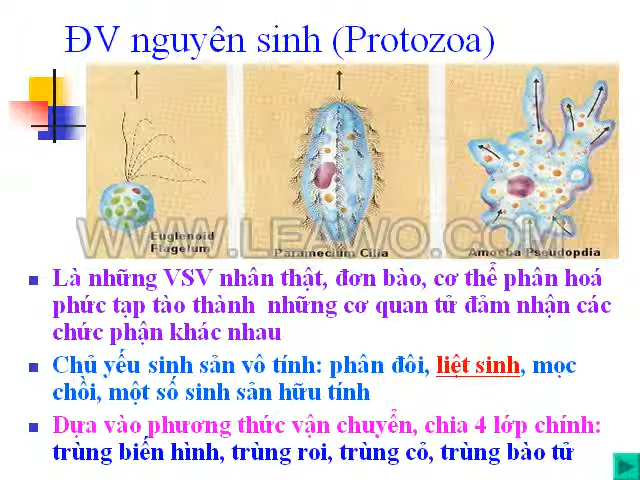 ĐV nguyên sinh (Protozoa)
Euglenoid
Flagelum
Paramecium Cilia
Amoeba Pseudopdia
WWW.LEAWO.COM
Là những VSV nhân thật, đơn bào, cơ thể phân hoá
phức tạp tào thành những cơ quan tử đảm nhận các
chức phận khác nhau
Chủ yếu sinh sản vô tính: phân đôi, liệt sinh, mọc
chồi, một số sinh sản hữu tính
Dựa vào phương thức vận chuyển, chia 4 lớp chính:
trùng biến hình, trùng roi, trùng cỏ, trùng bào tử